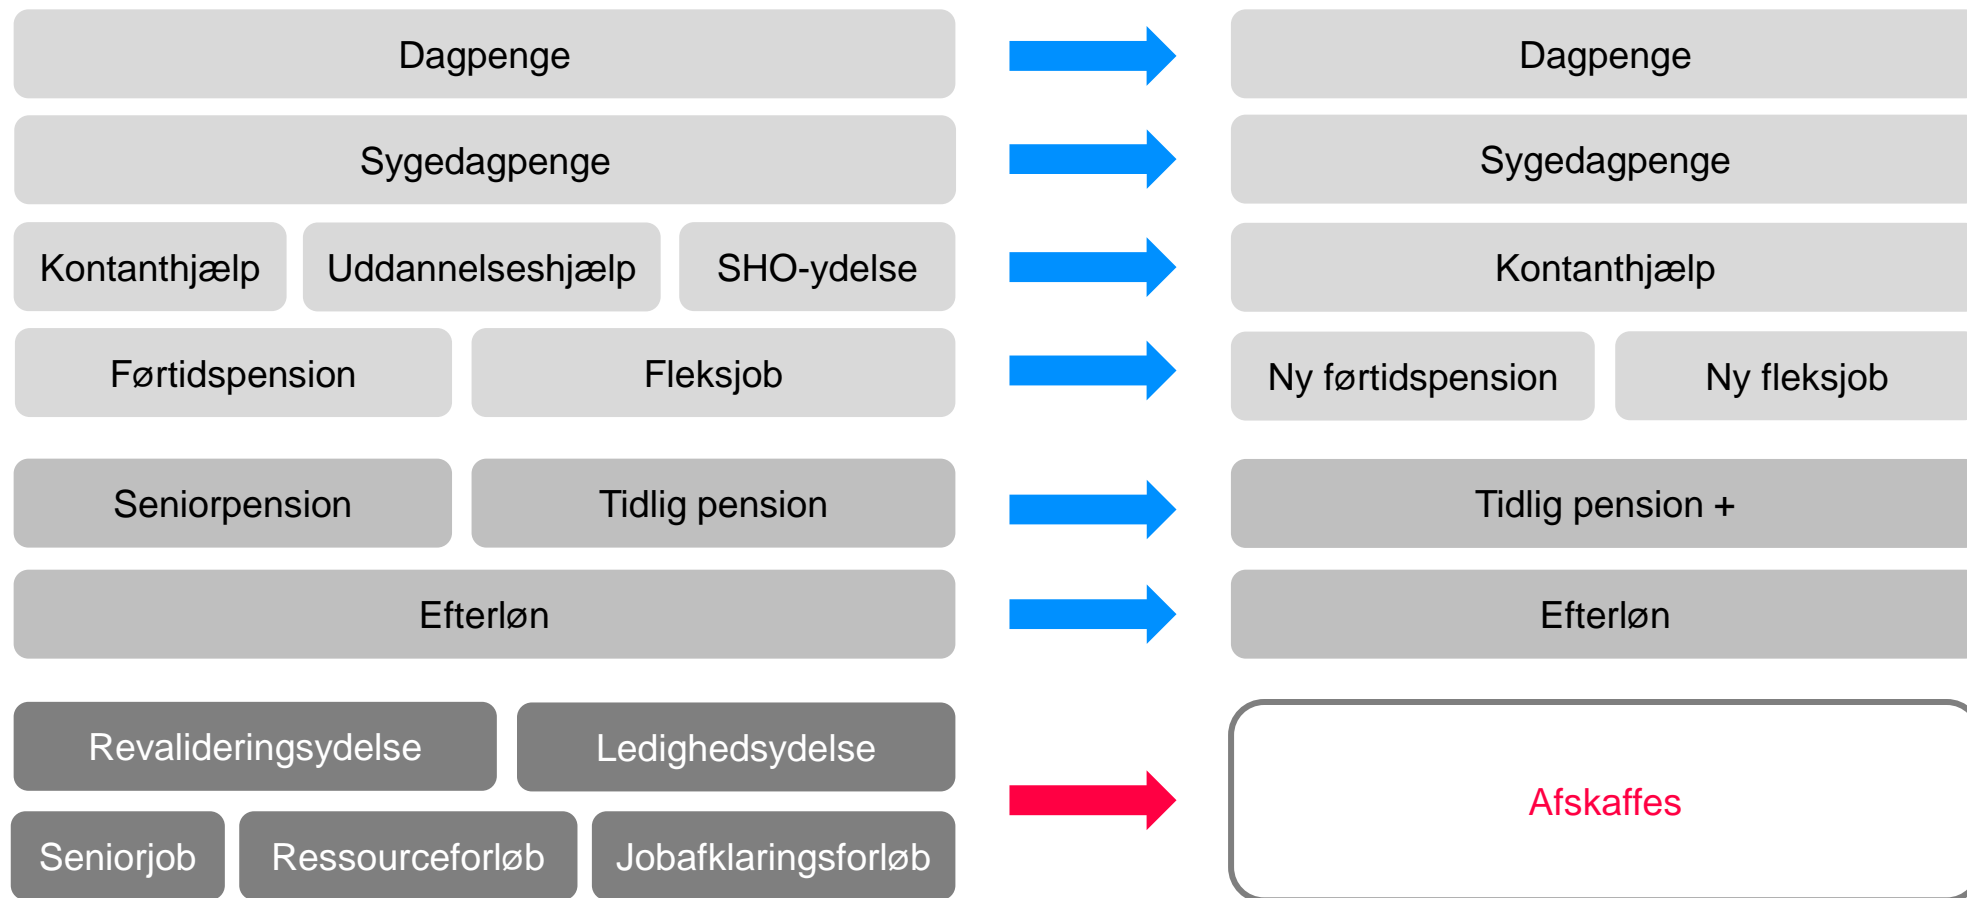 Dagpenge
Dagpenge
Sygedagpenge
Sygedagpenge
Kontanthjælp
Uddannelseshjælp
SHO-ydelse
Kontanthjælp
Førtidspension
Fleksjob
Ny førtidspension
Ny fleksjob
Seniorpension
Tidlig pension
Tidlig pension +
Efterløn
Efterløn
Revalideringsydelse
Ledighedsydelse
Afskaffes
Seniorjob
Ressourceforløb
Jobafklaringsforløb